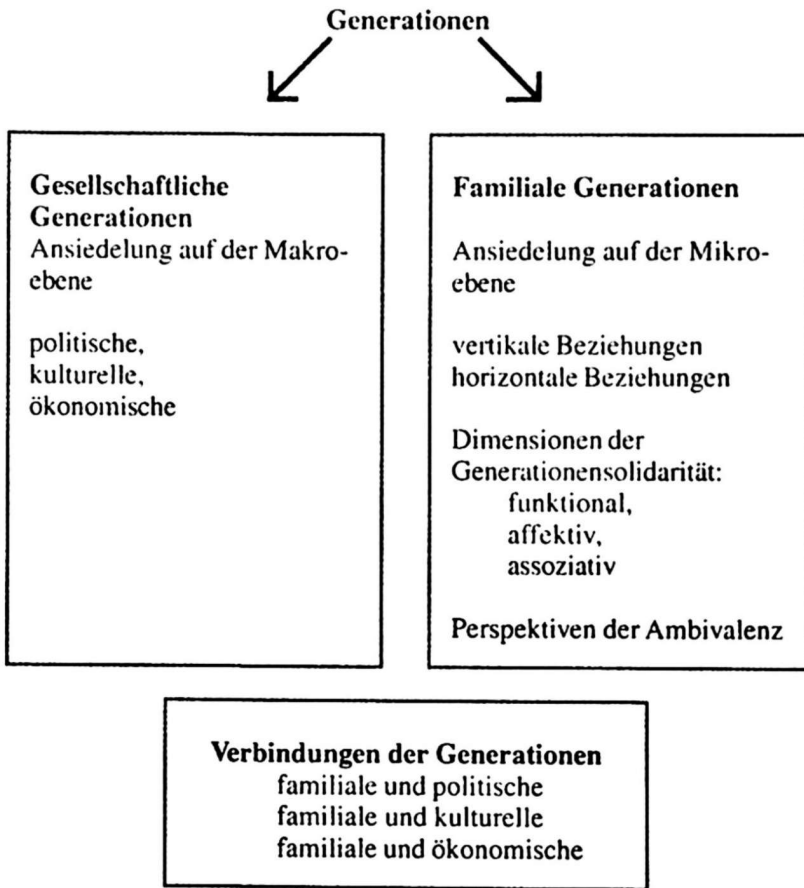 Generationen
Gesellschaftliche
Generationen
Ansiedelung auf der Makro-
ebene
politische,
kulturelle,
ökonomische
Familiale Generationen
Ansiedelung auf der Mikro-
ebene
vertikale Beziehungen
horizontale Beziehungen
Dimensionen der
Generationensolidarität:
funktional,
affektiv,
assoziativ
Perspektiven der Ambivalenz
Verbindungen der Generationen
familiale und politische
familiale und kulturelle
familiale und ökonomische